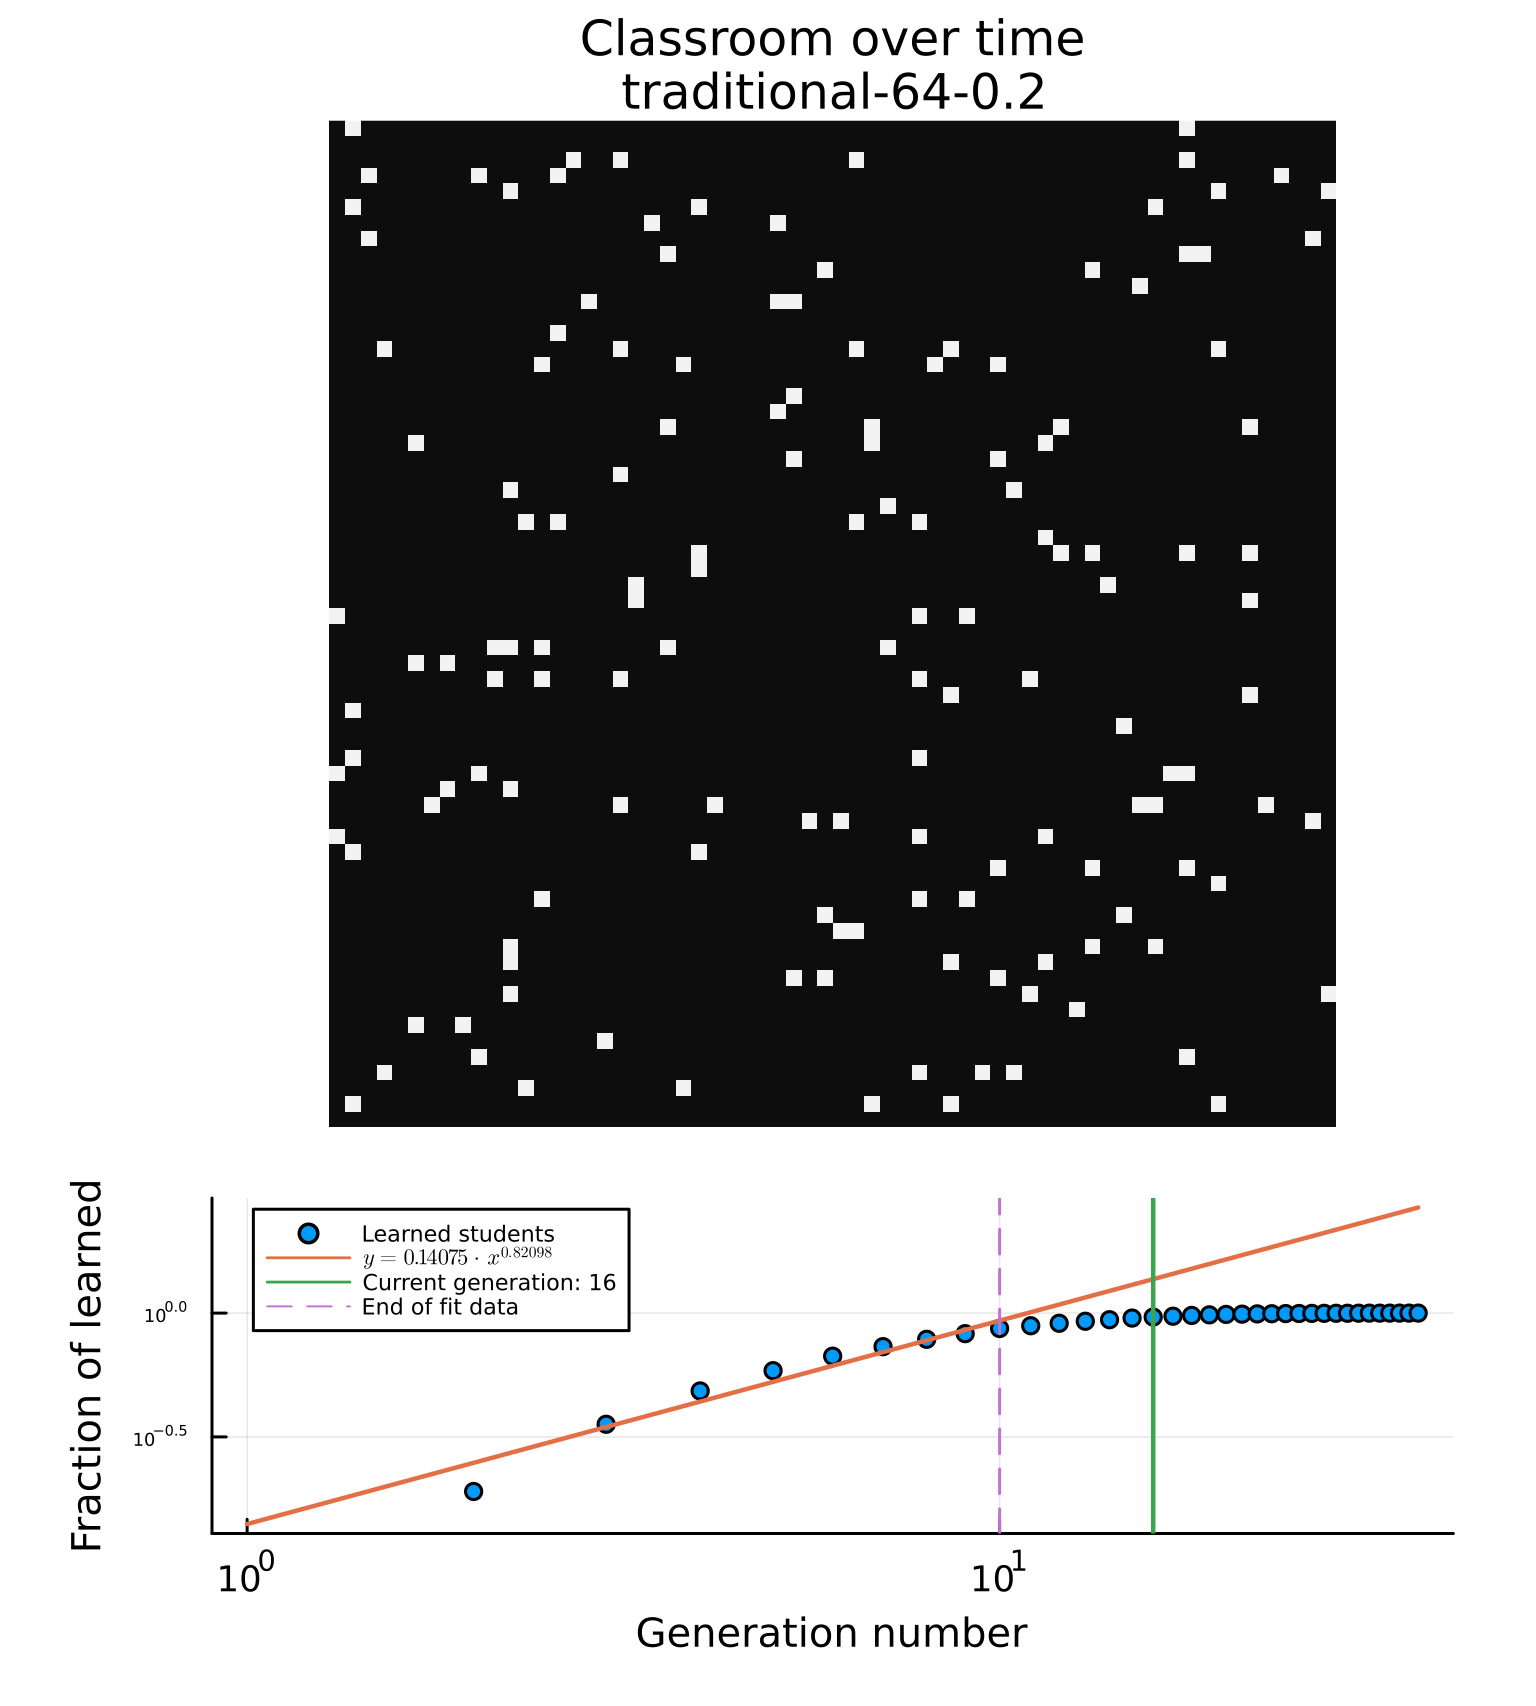 Classroom over time
traditional-64-0.2
Fraction of learned
Learned students
y = 0.14075 · x^0.82098
Current generation: 16
End of fit data
10^0.0
10^−0.5
10^0
10^1
Generation number